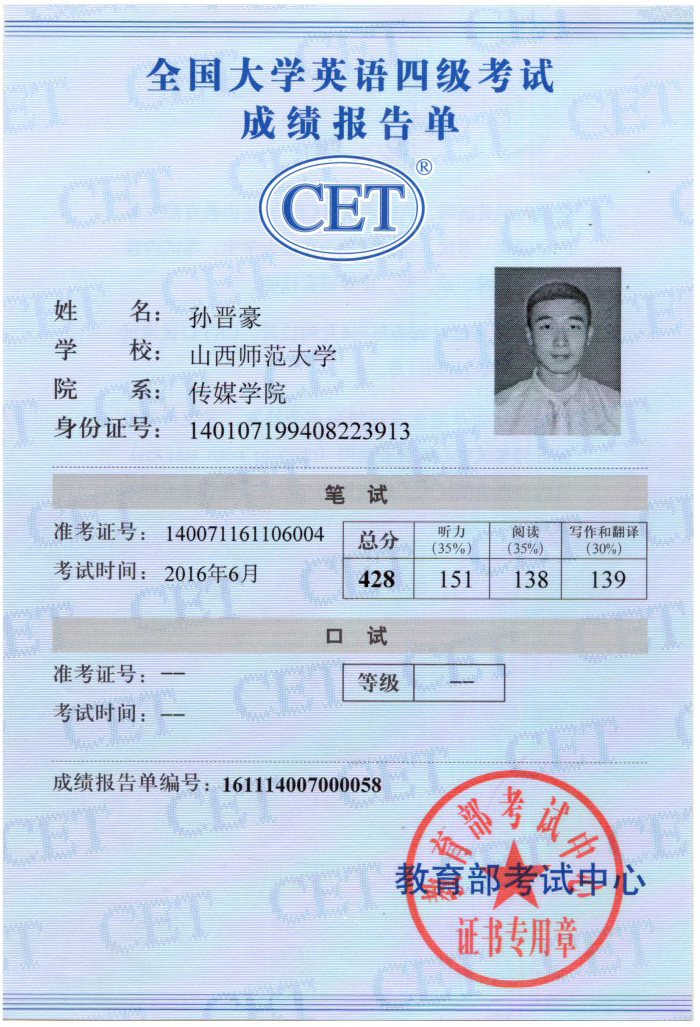 全国大学英语四级考试
成绩报告单
CET®
姓 名：孙晋豪
学 校：山西师范大学
院 系：传媒学院
身份证号：140107199408223913
笔 试
准考证号：140071161106004
考试时间：2016年6月
总分 听力(35%) 阅读(35%) 写作和翻译(30%)
428 151 138 139
口 试
准考证号：--
考试时间：--
等级 --
成绩报告单编号：161114007000058
教育部考试中心
教育部考试中心
证书专用章